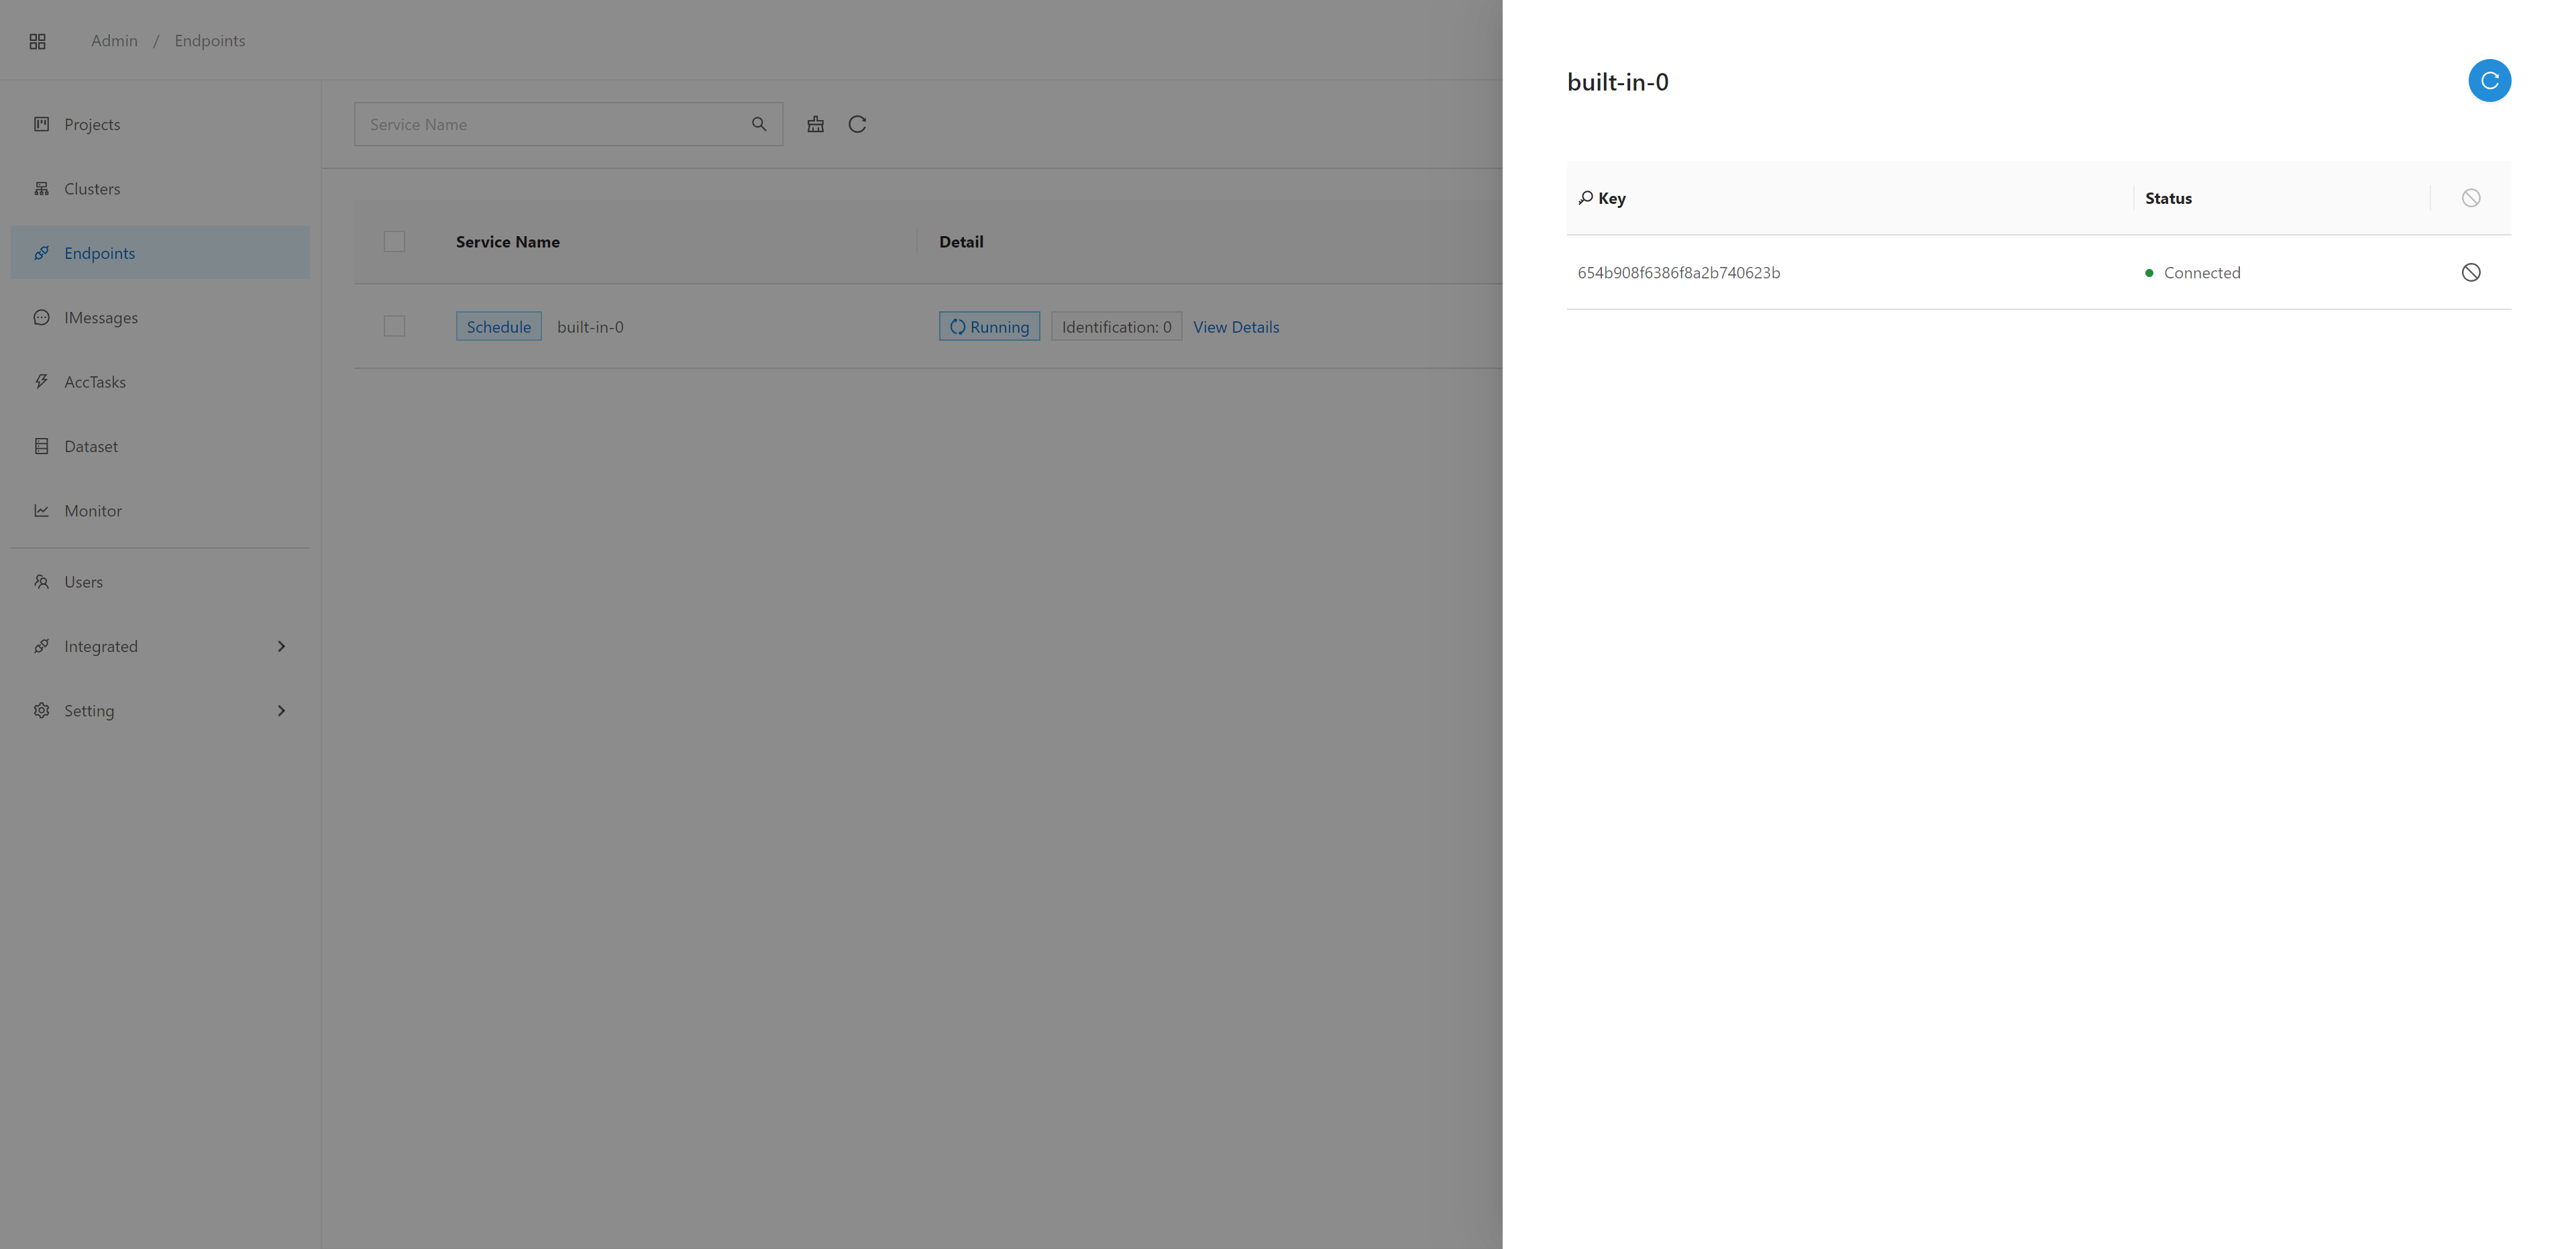 Admin / Endpoints
Projects
Clusters
Endpoints
IMessages
AccTasks
Dataset
Monitor
Users
Integrated
Setting
Service Name
Service Name Detail
Schedule built-in-0 Running Identification: 0 View Details
built-in-0
Key Status
654b908f6386f8a2b740623b Connected